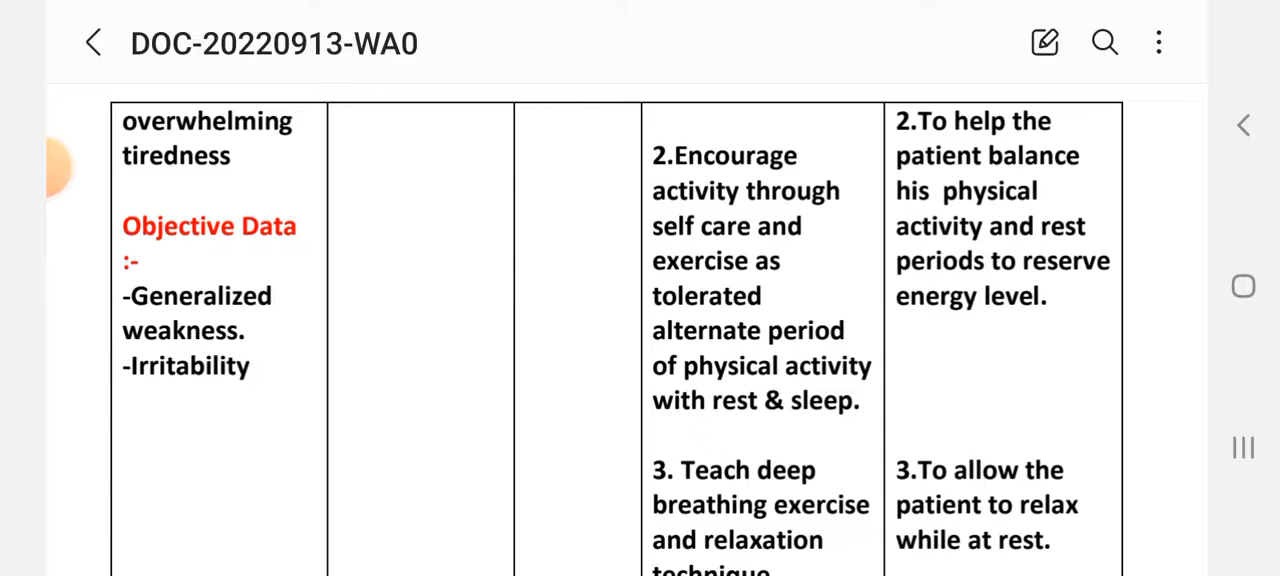 DOC-20220913-WA0
overwhelming
tiredness
Objective Data
:-
-Generalized
weakness.
-Irritability
2.Encourage
activity through
self care and
exercise as
tolerated
alternate period
of physical activity
with rest & sleep.
3. Teach deep
breathing exercise
and relaxation
technique
2.To help the
patient balance
his physical
activity and rest
periods to reserve
energy level.
3.To allow the
patient to relax
while at rest.